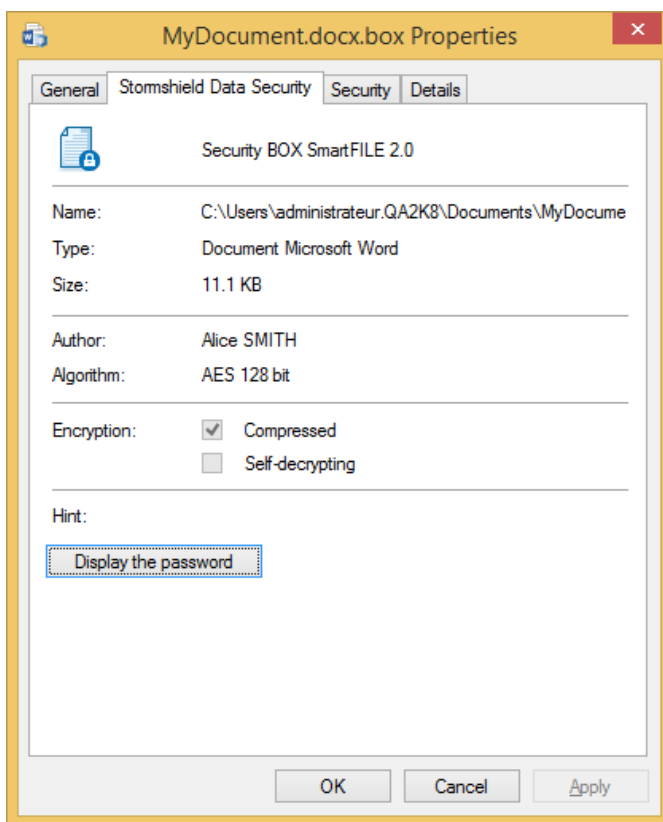 MyDocument.docx.box Properties
General Stormshield Data Security Security Details
Security BOX SmartFILE 2.0
Name: C:\Users\administrateur.QA2K8\Documents\MyDocume
Type: Document Microsoft Word
Size: 11.1 KB
Author: Alice SMITH
Algorithm: AES 128 bit
Encryption: Compressed
Self-decrypting
Hint:
Display the password
OK Cancel Apply